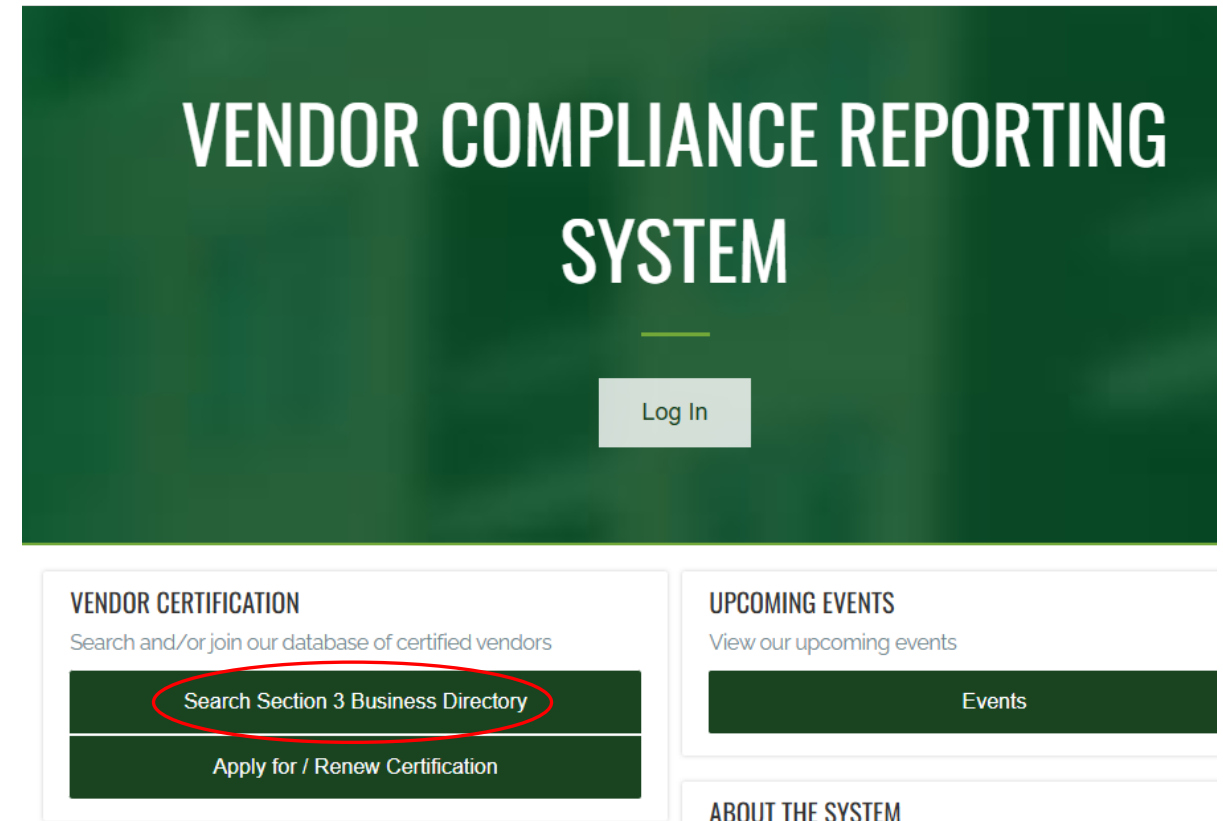 VENDOR COMPLIANCE REPORTING
SYSTEM
Log In
VENDOR CERTIFICATION
Search and/or join our database of certified vendors
Search Section 3 Business Directory
Apply for / Renew Certification
UPCOMING EVENTS
View our upcoming events
Events
ABOUT THE SYSTEM